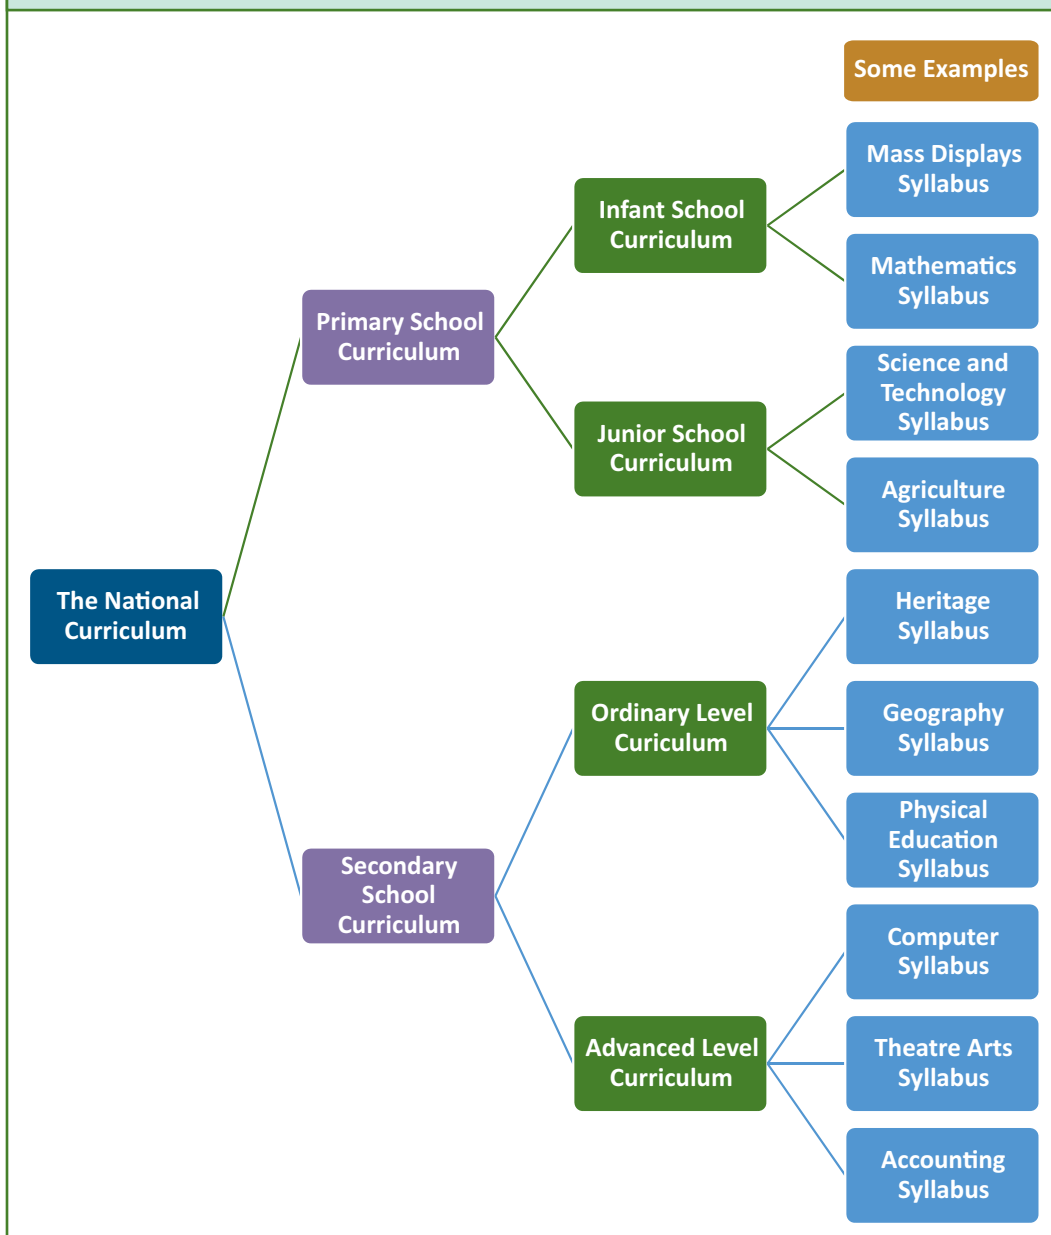 Some Examples
Mass Displays
Syllabus
Infant School
Curriculum
Mathematics
Syllabus
Primary School
Curriculum
Science and
Technology
Syllabus
Junior School
Curriculum
Agriculture
Syllabus
The National
Curriculum
Heritage
Syllabus
Ordinary Level
Curiculum
Geography
Syllabus
Physical
Education
Syllabus
Secondary
School
Curriculum
Computer
Syllabus
Advanced Level
Curriculum
Theatre Arts
Syllabus
Accounting
Syllabus